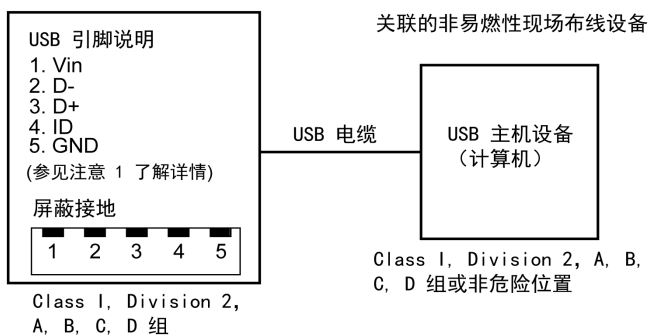 USB 引脚说明
1. Vin
2. D-
3. D+
4. ID
5. GND
(参见注意 1 了解详情)
屏蔽接地
1 2 3 4 5
Class I, Division 2,
A, B, C, D 组
USB 电缆
关联的非易燃性现场布线设备
USB 主机设备
（计算机）
Class I, Division 2, A, B,
C, D 组或非危险位置